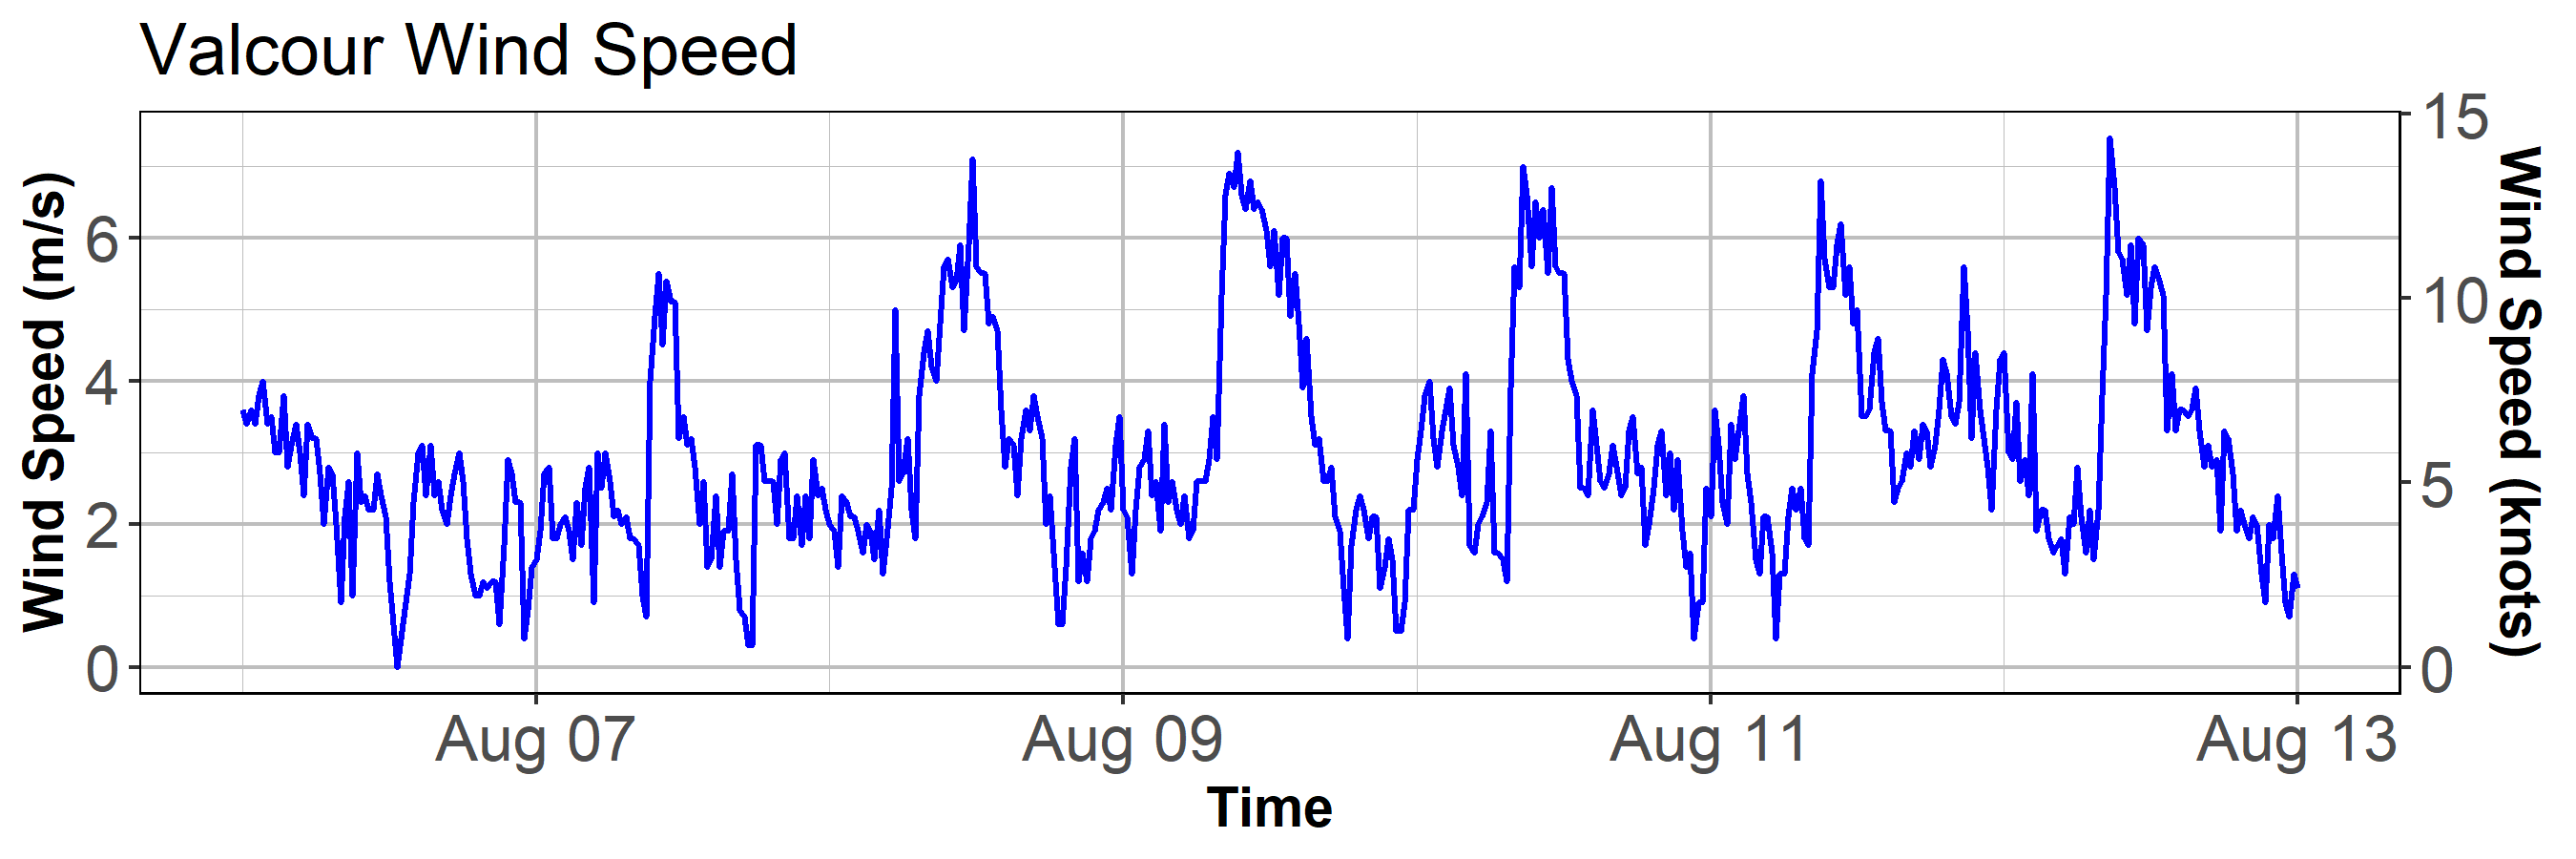 Valcour Wind Speed
Wind Speed (m/s)
6
4
2
0
15
10
5
0
Wind Speed (knots)
Aug 07
Aug 09
Aug 11
Aug 13
Time